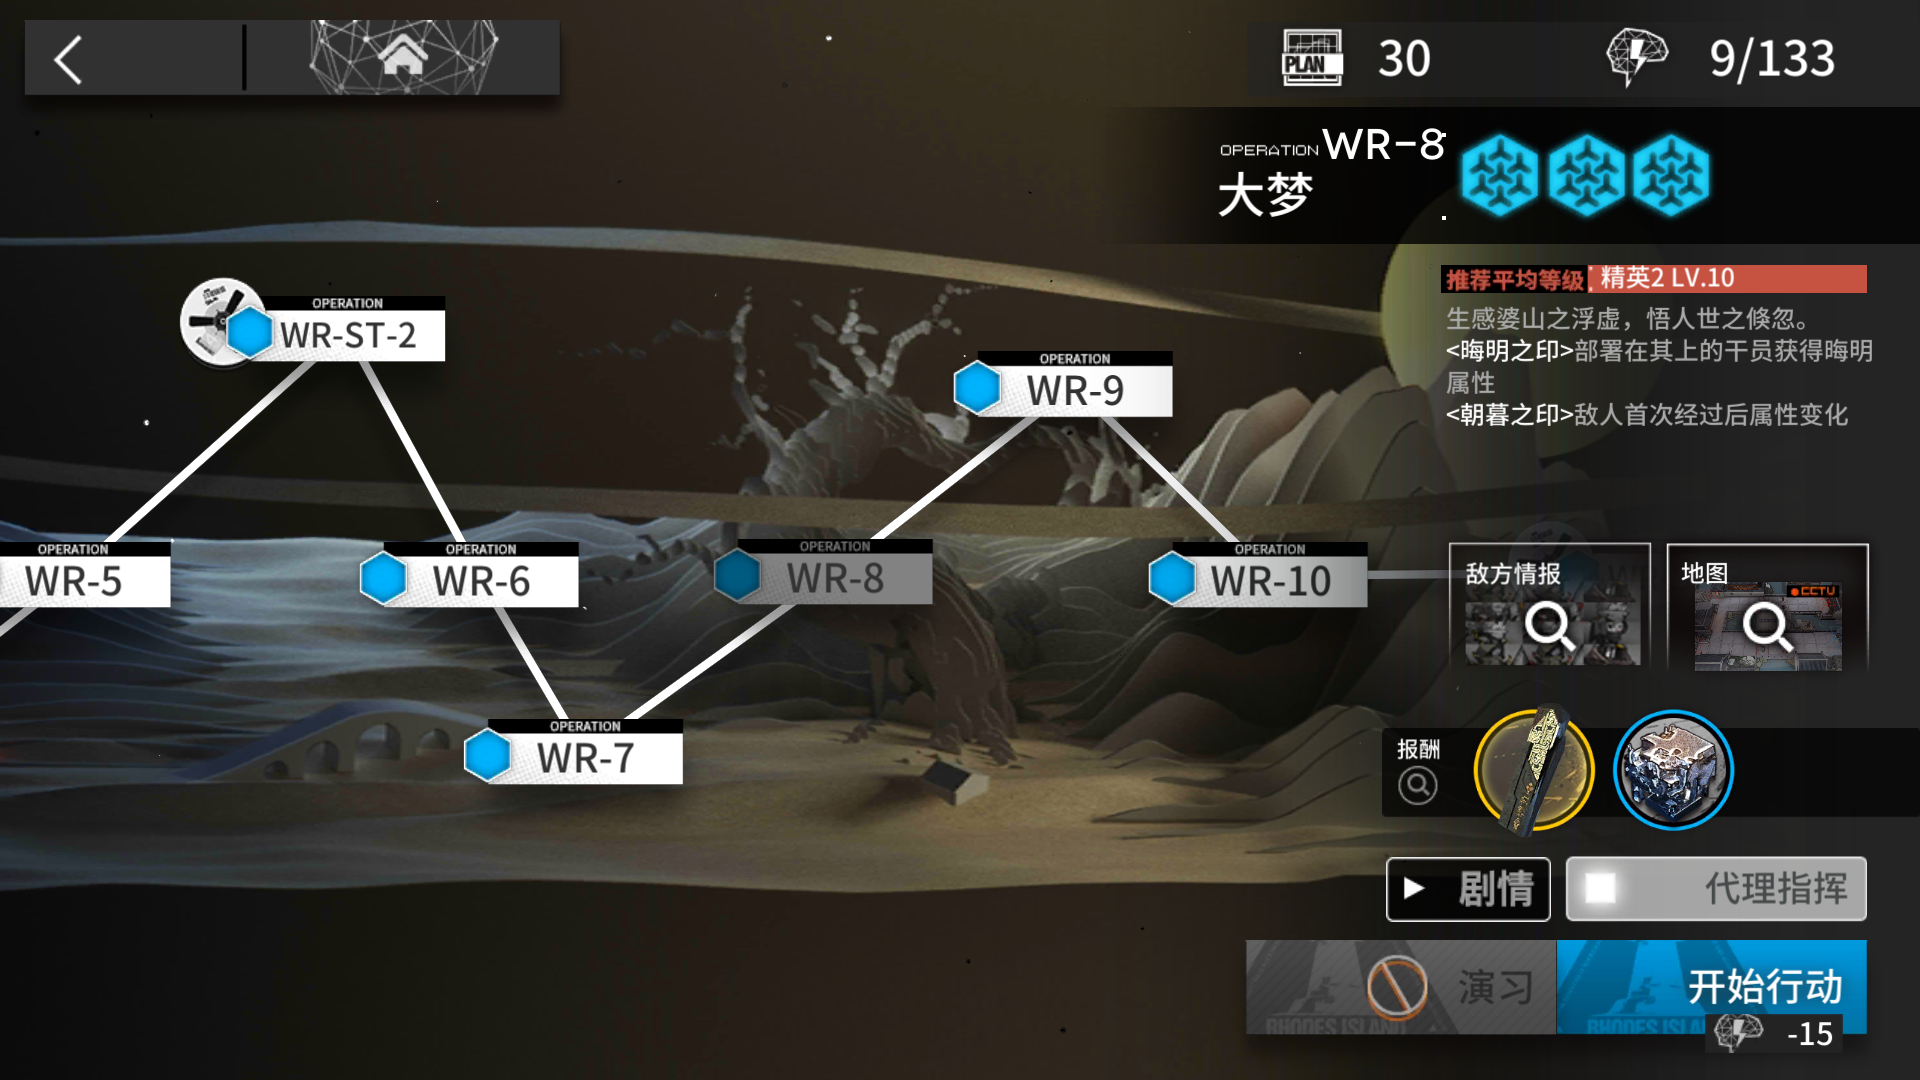 PLAN
30
9/133
OPERATION WR-8
大梦
推荐平均等级 精英2 LV.10
生感婆山之浮虚，悟人世之倏忽。
<晦明之印>部署在其上的干员获得晦明
属性
<朝暮之印>敌人首次经过后属性变化
OPERATION
WR-ST-2
OPERATION
WR-9
OPERATION
WR-5
OPERATION
WR-6
OPERATION
WR-8
OPERATION
WR-10
OPERATION
WR-7
敌方情报
地图
CCTV
报酬
剧情
代理指挥
演习
RHODES ISLAND
开始行动
-15